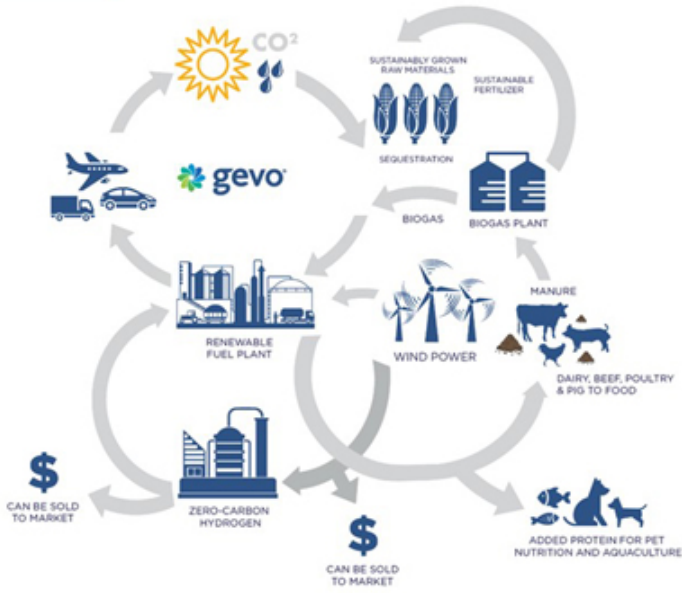 CO²
SUSTAINABLY GROWN
RAW MATERIALS
SUSTAINABLE
FERTILIZER
SEQUESTRATION
gevo
BIOGAS
BIOGAS PLANT
MANURE
RENEWABLE
FUEL PLANT
WIND POWER
DAIRY, BEEF, POULTRY
& PIG TO FOOD
$
CAN BE SOLD
TO MARKET
ZERO-CARBON
HYDROGEN
$
CAN BE SOLD
TO MARKET
ADDED PROTEIN FOR PET
NUTRITION AND AQUACULTURE